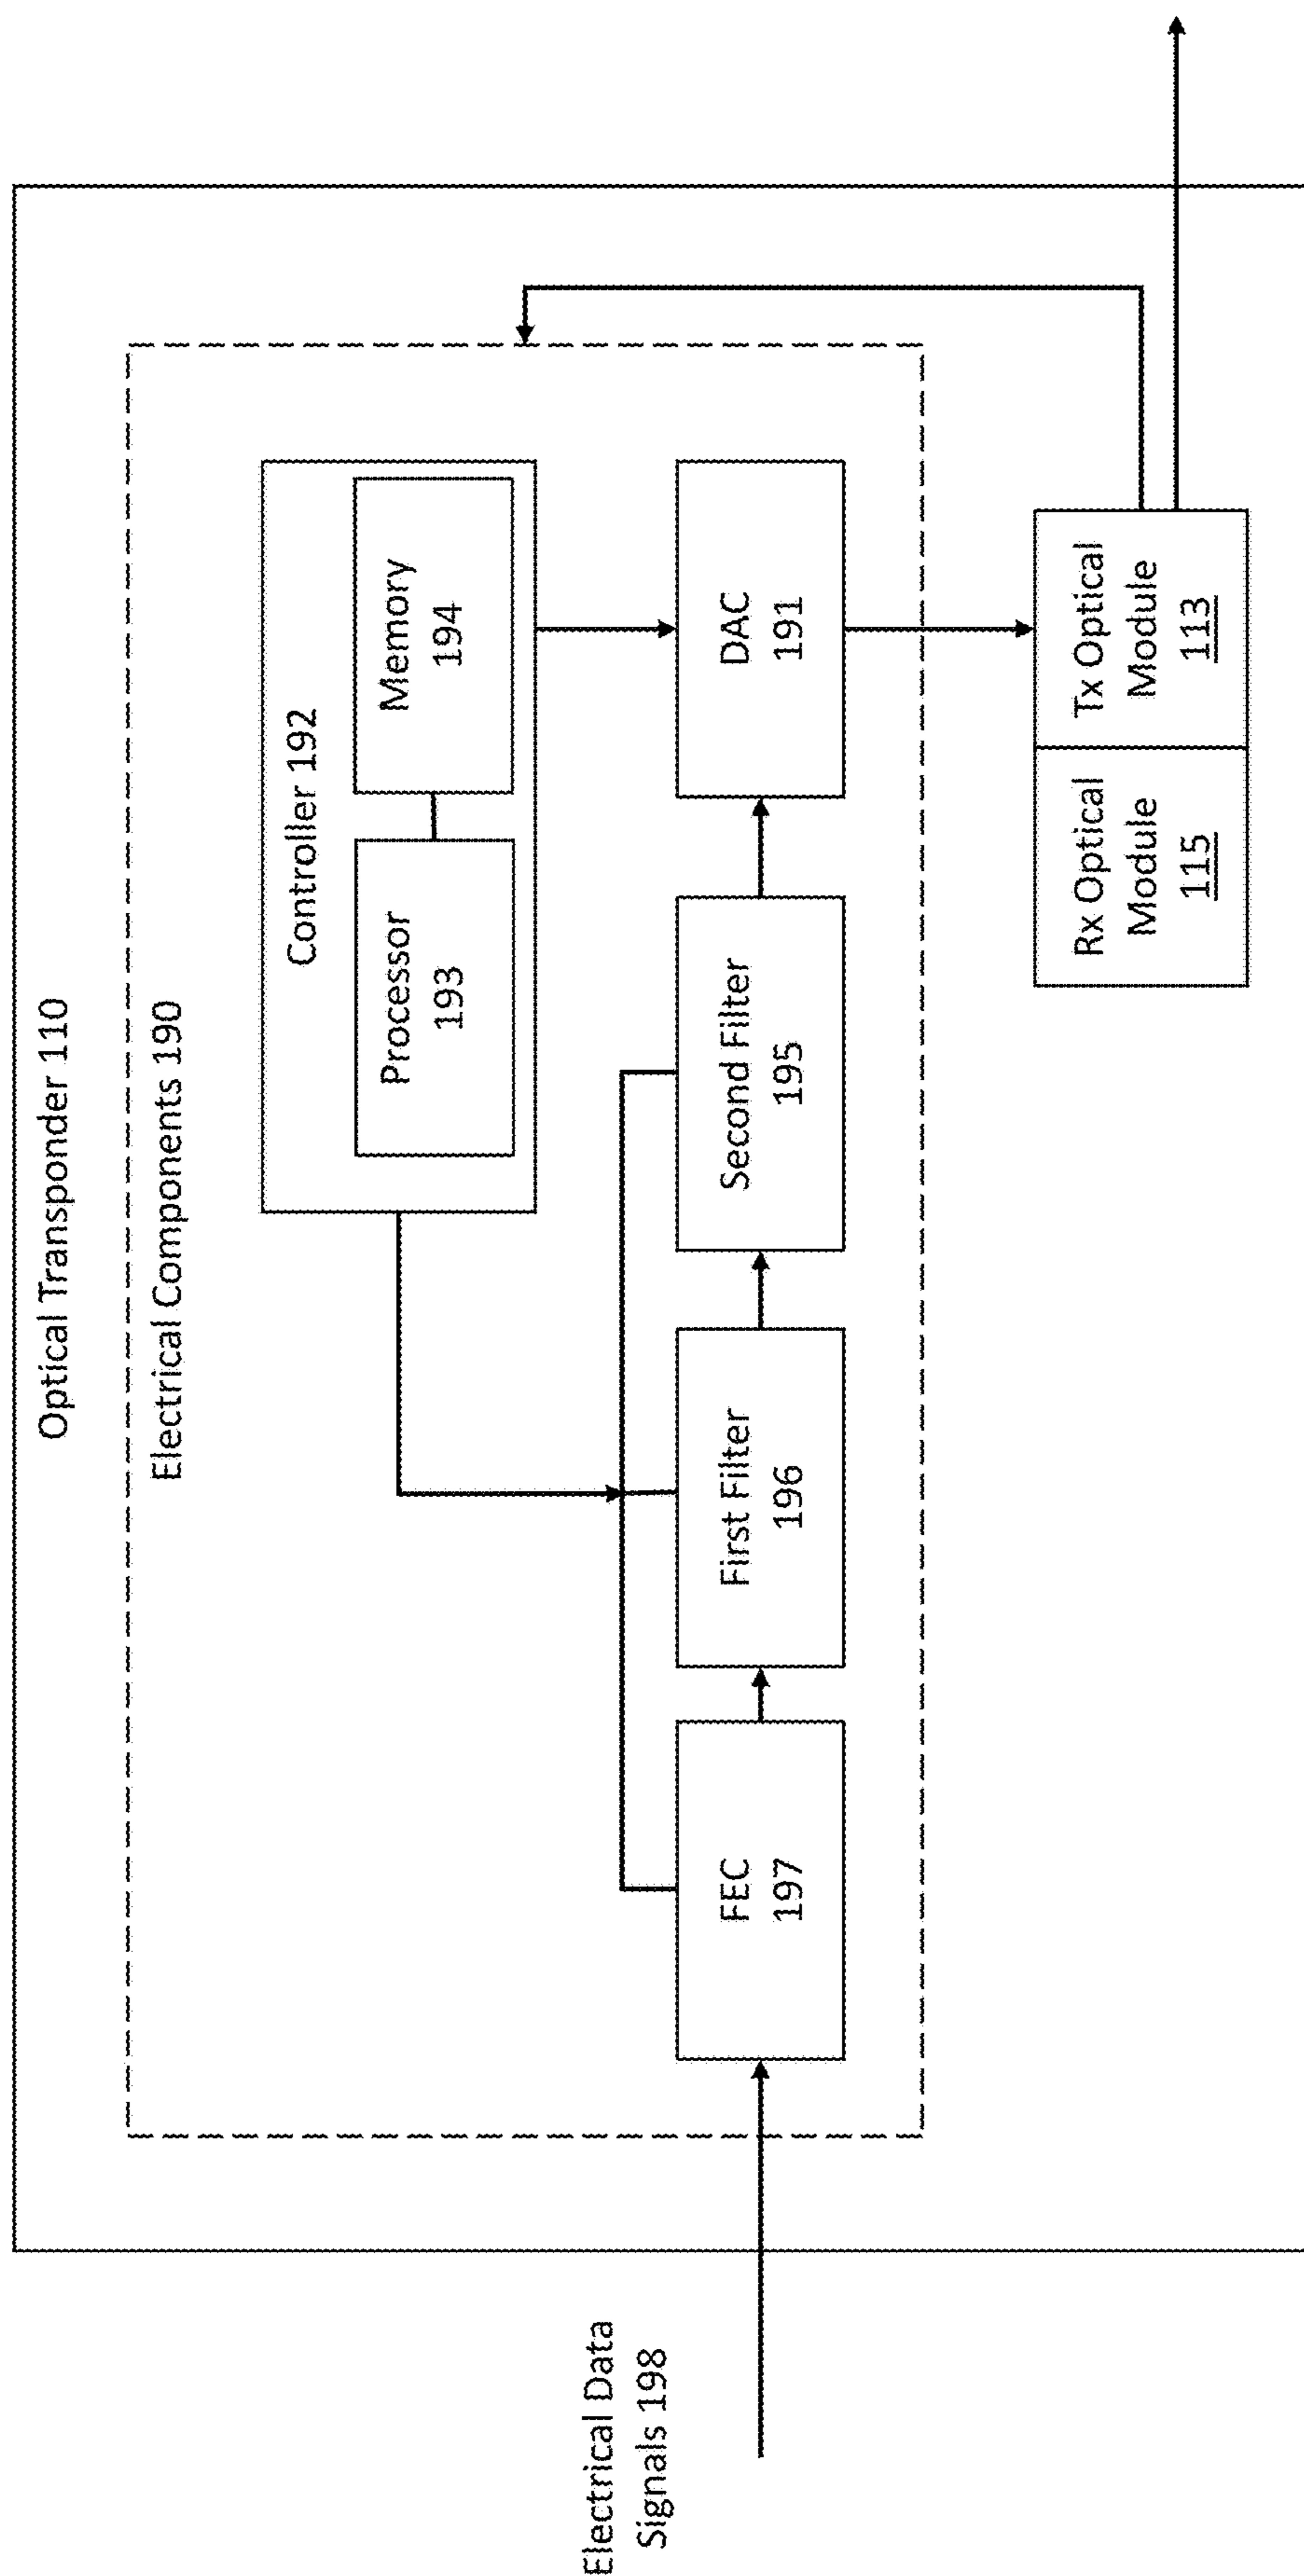 Optical Transponder 110
Electrical Components 190
Controller 192
Processor
193
Memory
194
Electrical Data
Signals 198
FEC
197
First Filter
196
Second Filter
195
DAC
191
Rx Optical
Module
115
Tx Optical
Module
113